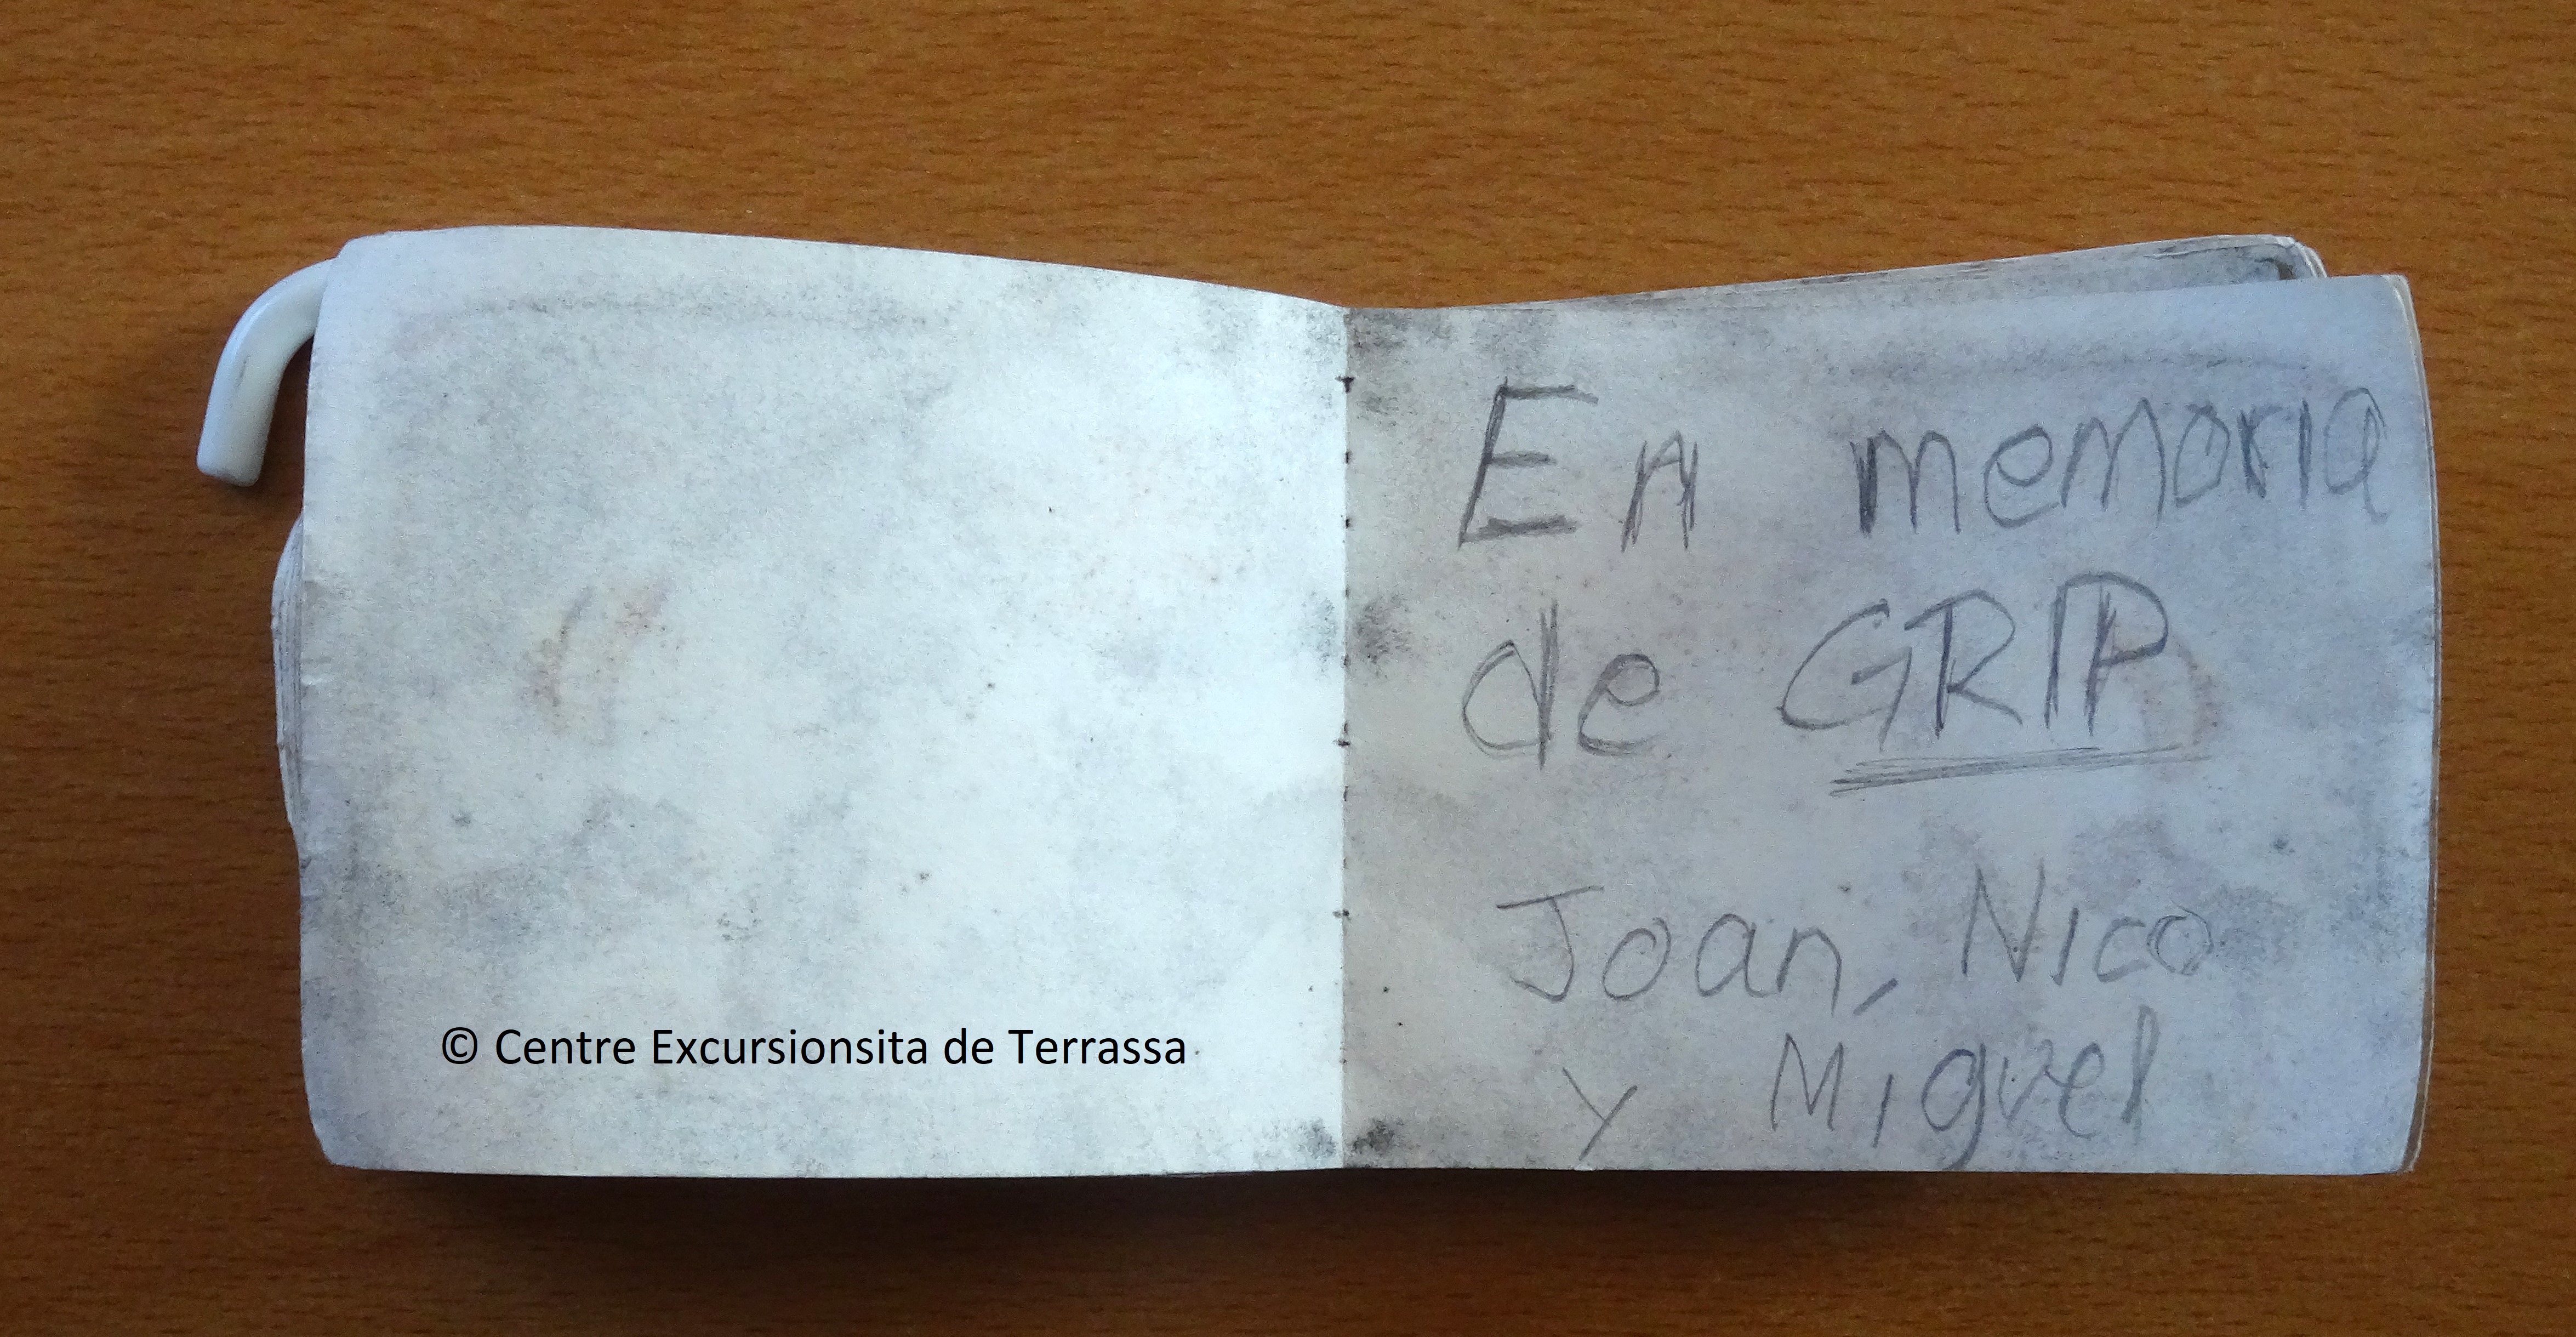 En memoria
de GRIP
Joan, Nico
y Miguel
© Centre Excursionsita de Terrassa